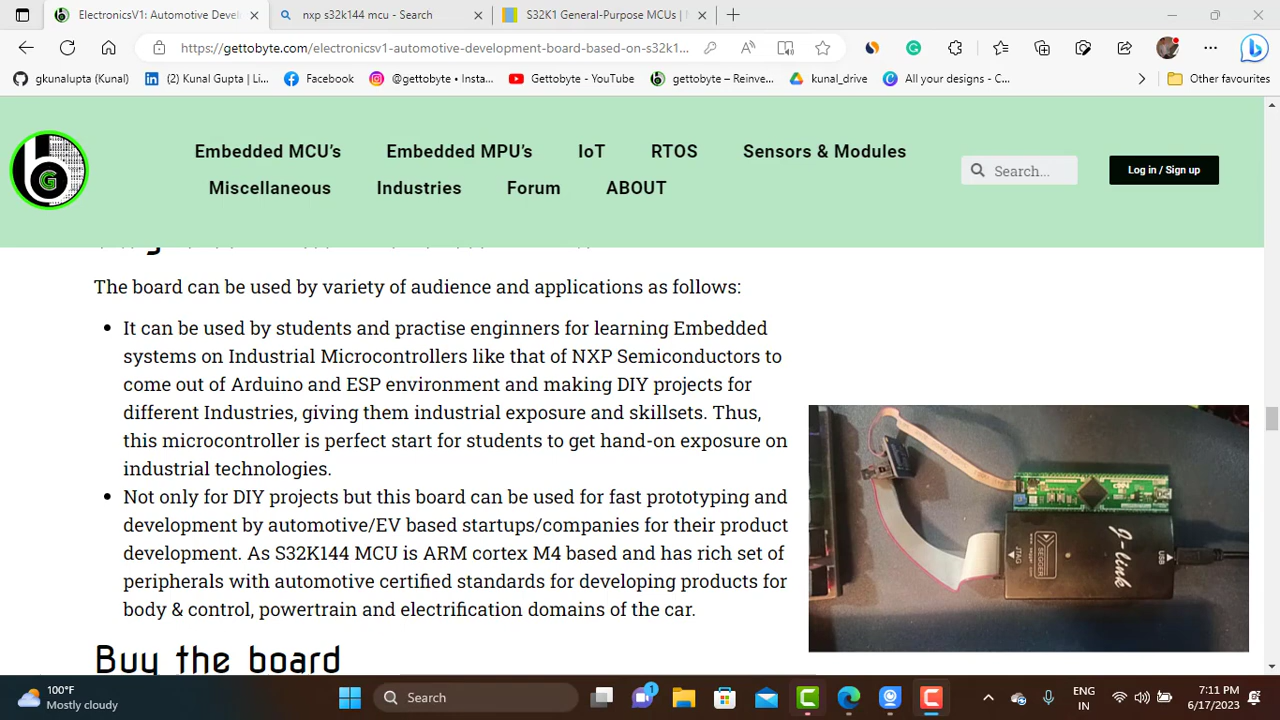 ElectronicsV1: Automotive Devel
nxp s32k144 mcu - Search
S32K1 General-Purpose MCUs |
https://gettobyte.com/electronicsv1-automotive-development-board-based-on-s32k1...
gkunalupta (Kunal)
(2) Kunal Gupta | Li...
Facebook
@gettobyte • Insta...
Gettobyte - YouTube
gettobyte – Reinve...
kunal_drive
All your designs - C...
Other favourites
Embedded MCU’s
Embedded MPU’s
IoT
RTOS
Sensors & Modules
Miscellaneous
Industries
Forum
ABOUT
Search...
Log in / Sign up
The board can be used by variety of audience and applications as follows:
• It can be used by students and practise enginners for learning Embedded
systems on Industrial Microcontrollers like that of NXP Semiconductors to
come out of Arduino and ESP environment and making DIY projects for
different Industries, giving them industrial exposure and skillsets. Thus,
this microcontroller is perfect start for students to get hand-on exposure on
industrial technologies.
• Not only for DIY projects but this board can be used for fast prototyping and
development by automotive/EV based startups/companies for their product
development. As S32K144 MCU is ARM cortex M4 based and has rich set of
peripherals with automotive certified standards for developing products for
body & control, powertrain and electrification domains of the car.
JTAG
SEGGER
J-link
USB
Buy the board
100°F
Mostly cloudy
Search
1
ENG
IN
7:11 PM
6/17/2023